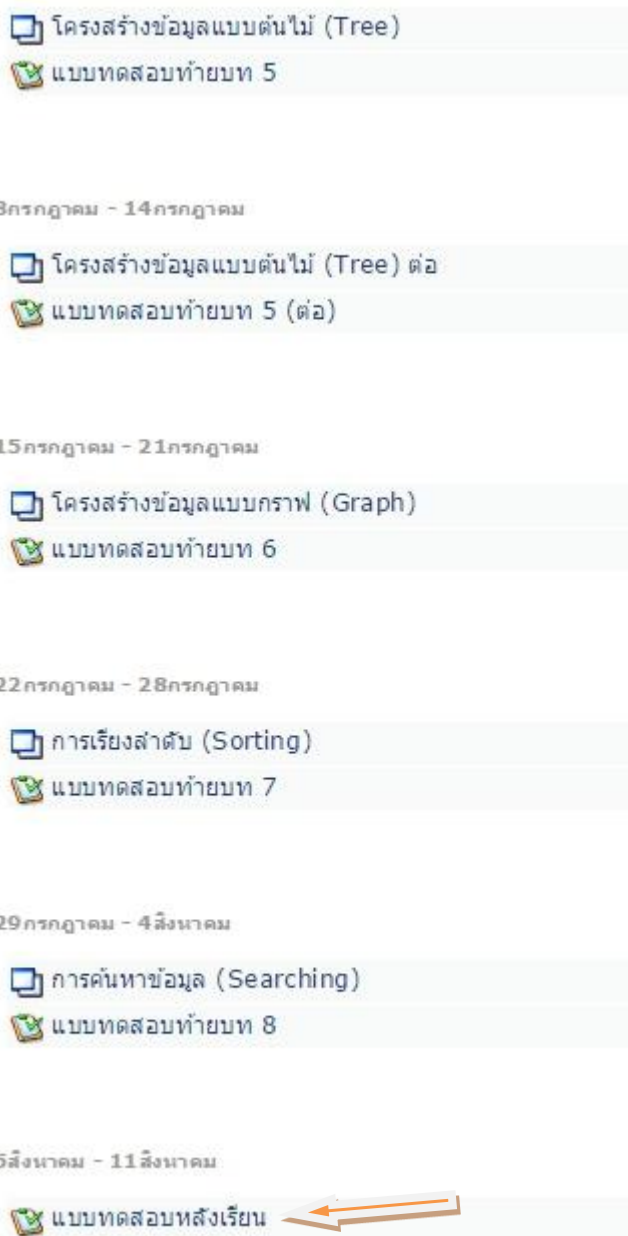 โครงสร้างข้อมูลแบบต้นไม้ (Tree)
แบบทดสอบท้ายบท 5
8กรกฎาคม - 14กรกฎาคม
โครงสร้างข้อมูลแบบต้นไม้ (Tree) ต่อ
แบบทดสอบท้ายบท 5 (ต่อ)
15กรกฎาคม - 21กรกฎาคม
โครงสร้างข้อมูลแบบกราฟ (Graph)
แบบทดสอบท้ายบท 6
22กรกฎาคม - 28กรกฎาคม
การเรียงลำดับ (Sorting)
แบบทดสอบท้ายบท 7
29กรกฎาคม - 4สิงหาคม
การค้นหาข้อมูล (Searching)
แบบทดสอบท้ายบท 8
5สิงหาคม - 11สิงหาคม
แบบทดสอบหลังเรียน